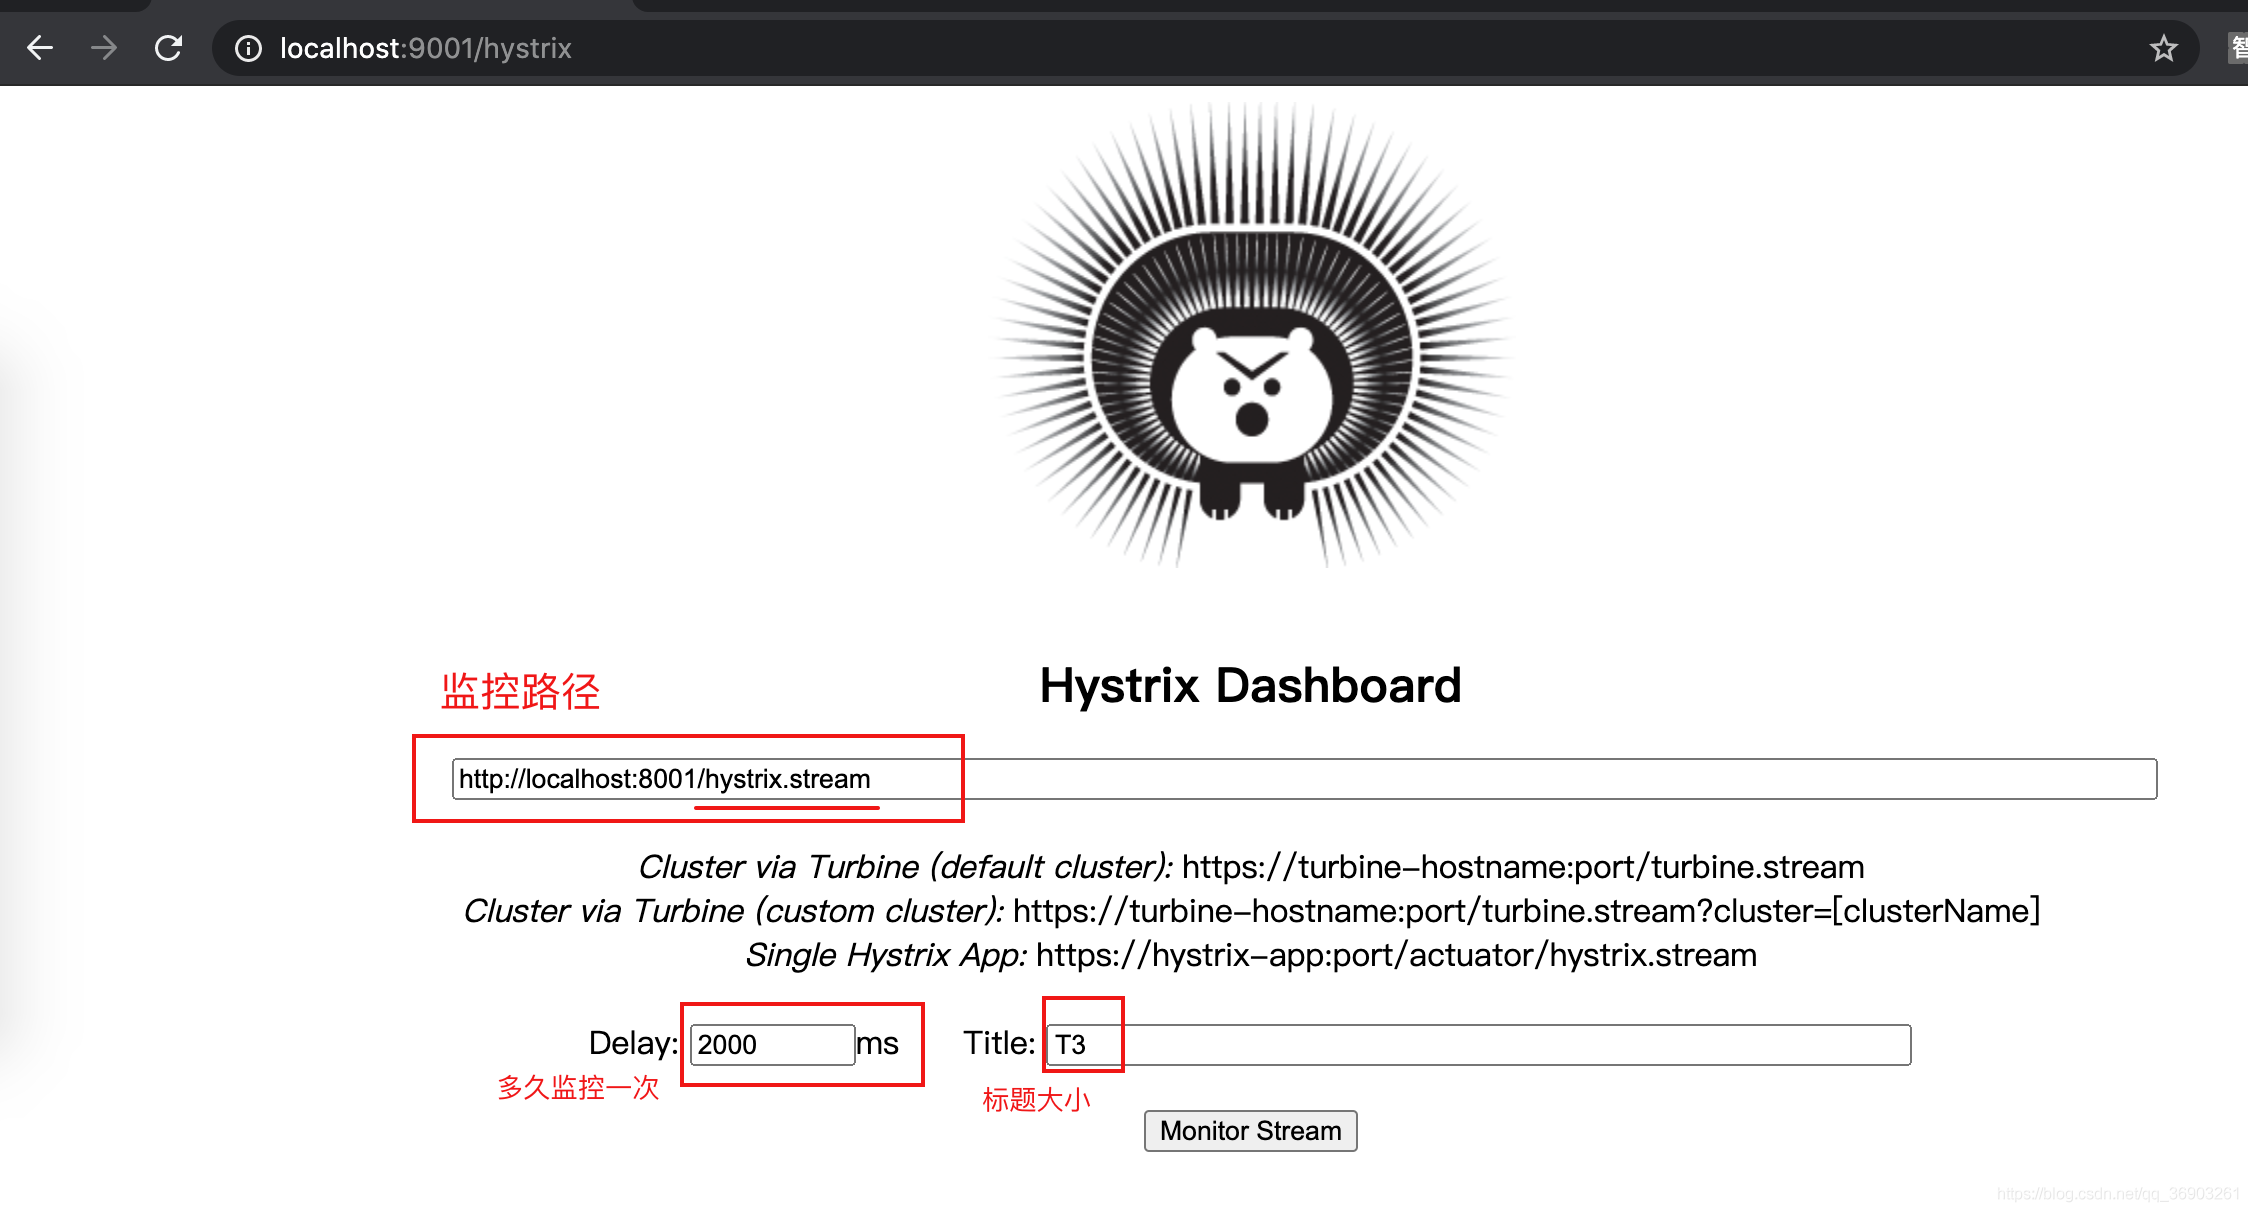 localhost:9001/hystrix
智
监控路径
Hystrix Dashboard
http://localhost:8001/hystrix.stream
Cluster via Turbine (default cluster): https://turbine-hostname:port/turbine.stream
Cluster via Turbine (custom cluster): https://turbine-hostname:port/turbine.stream?cluster=[clusterName]
Single Hystrix App: https://hystrix-app:port/actuator/hystrix.stream
Delay: 2000 ms Title: T3
多久监控一次 标题大小
Monitor Stream
https://blog.csdn.net/qq_36903261